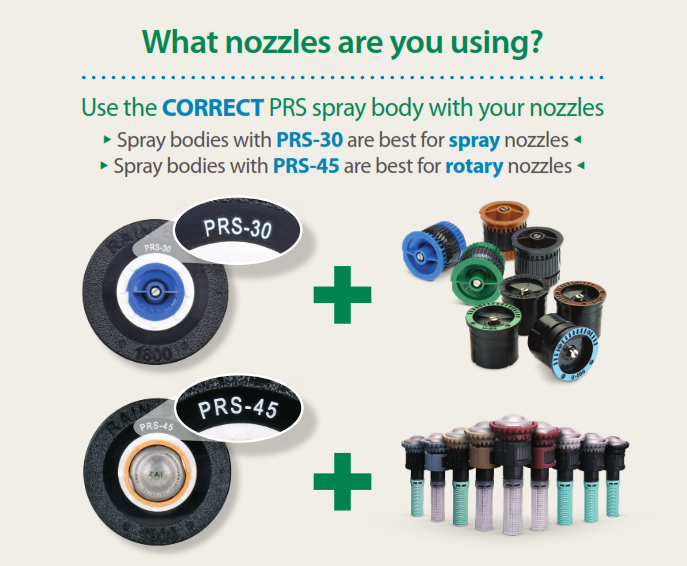 What nozzles are you using?
Use the CORRECT PRS spray body with your nozzles
▸ Spray bodies with PRS-30 are best for spray nozzles ◂
▸ Spray bodies with PRS-45 are best for rotary nozzles ◂
PRS-30
PRS-30
1800
PRS-45
PRS-45
360